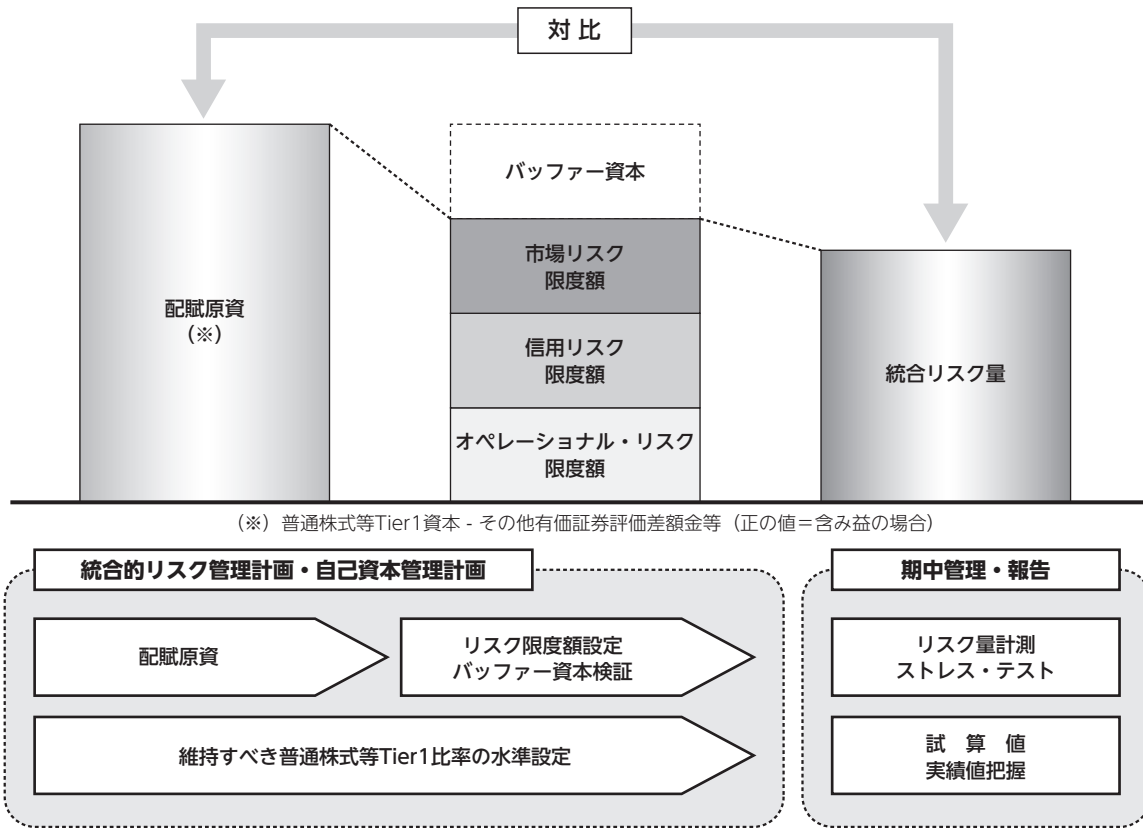 対 比
配賦原資
（※）
バッファー資本
市場リスク
限度額
信用リスク
限度額
オペレーショナル・リスク
限度額
統合リスク量
（※）普通株式等Tier1資本 - その他有価証券評価差額金等（正の値＝含み益の場合）
統合的リスク管理計画・自己資本管理計画
配賦原資
リスク限度額設定
バッファー資本検証
維持すべき普通株式等Tier1比率の水準設定
期中管理・報告
リスク量計測
ストレス・テスト
試　算　値
実績値把握